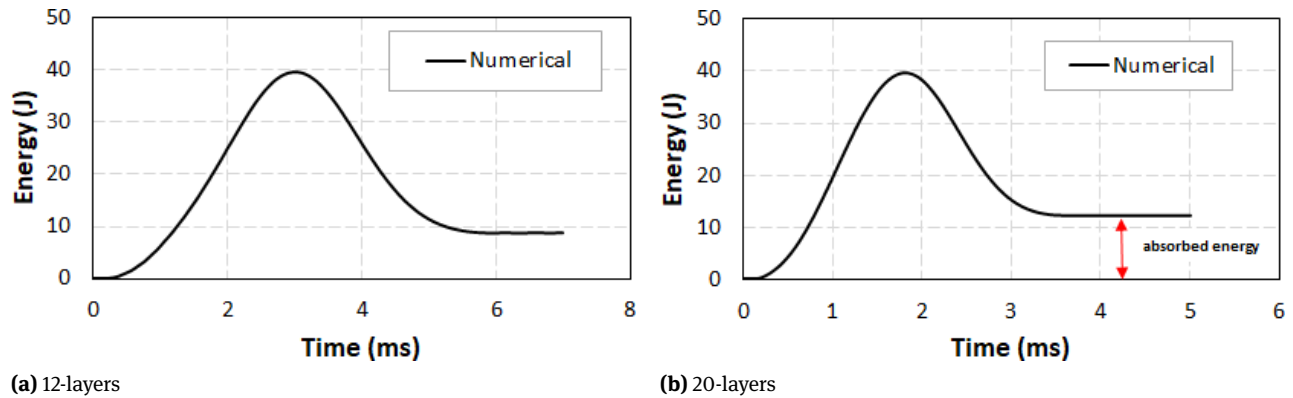 50
40
30
20
10
0
Energy (J)
Numerical
0 2 4 6 8
Time (ms)
(a) 12-layers
50
40
30
20
10
0
Energy (J)
Numerical
absorbed energy
0 1 2 3 4 5 6
Time (ms)
(b) 20-layers